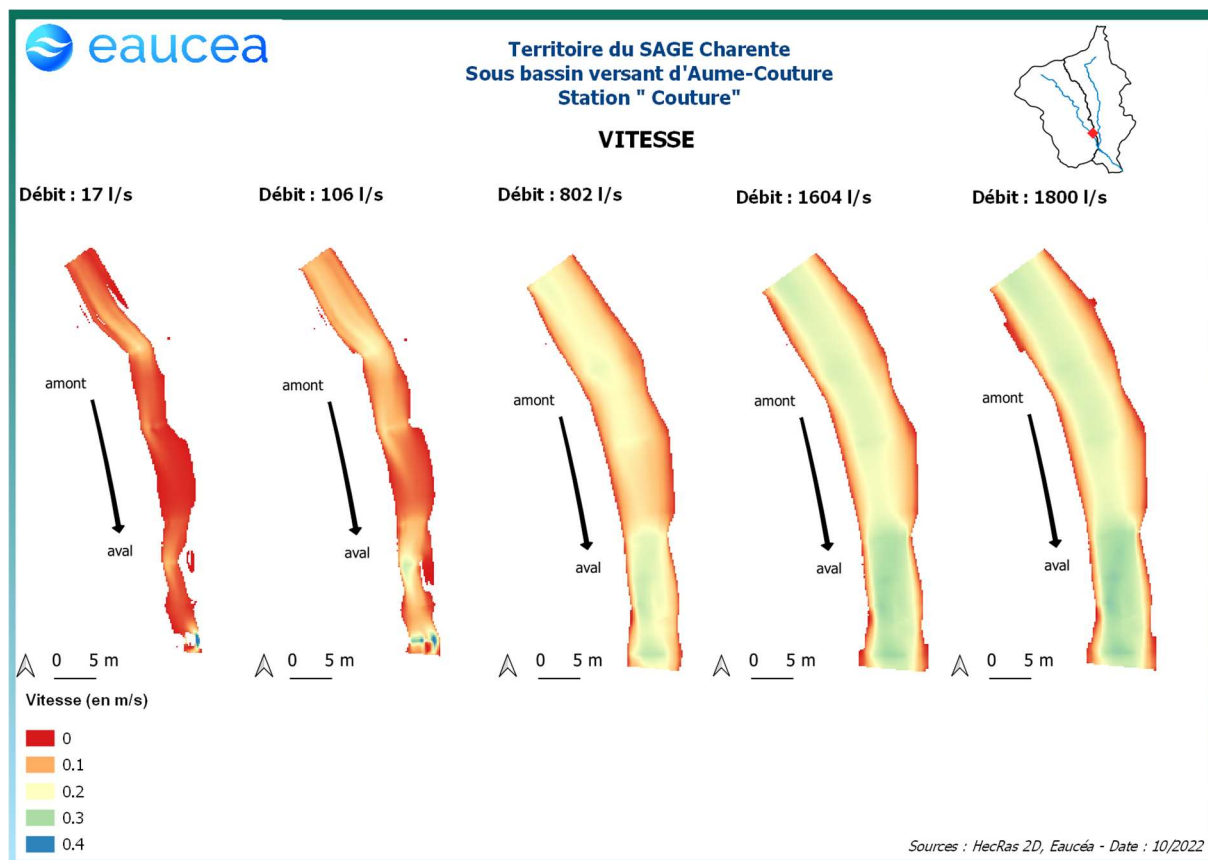 eaucea
Territoire du SAGE Charente
Sous bassin versant d'Aume-Couture
Station " Couture"
VITESSE
Débit : 17 l/s
Débit : 106 l/s
Débit : 802 l/s
Débit : 1604 l/s
Débit : 1800 l/s
amont
aval
amont
aval
amont
aval
amont
aval
amont
aval
0 5 m
0 5 m
0 5 m
0 5 m
0 5 m
Vitesse (en m/s)
0
0.1
0.2
0.3
0.4
Sources : HecRas 2D, Eaucéa - Date : 10/2022